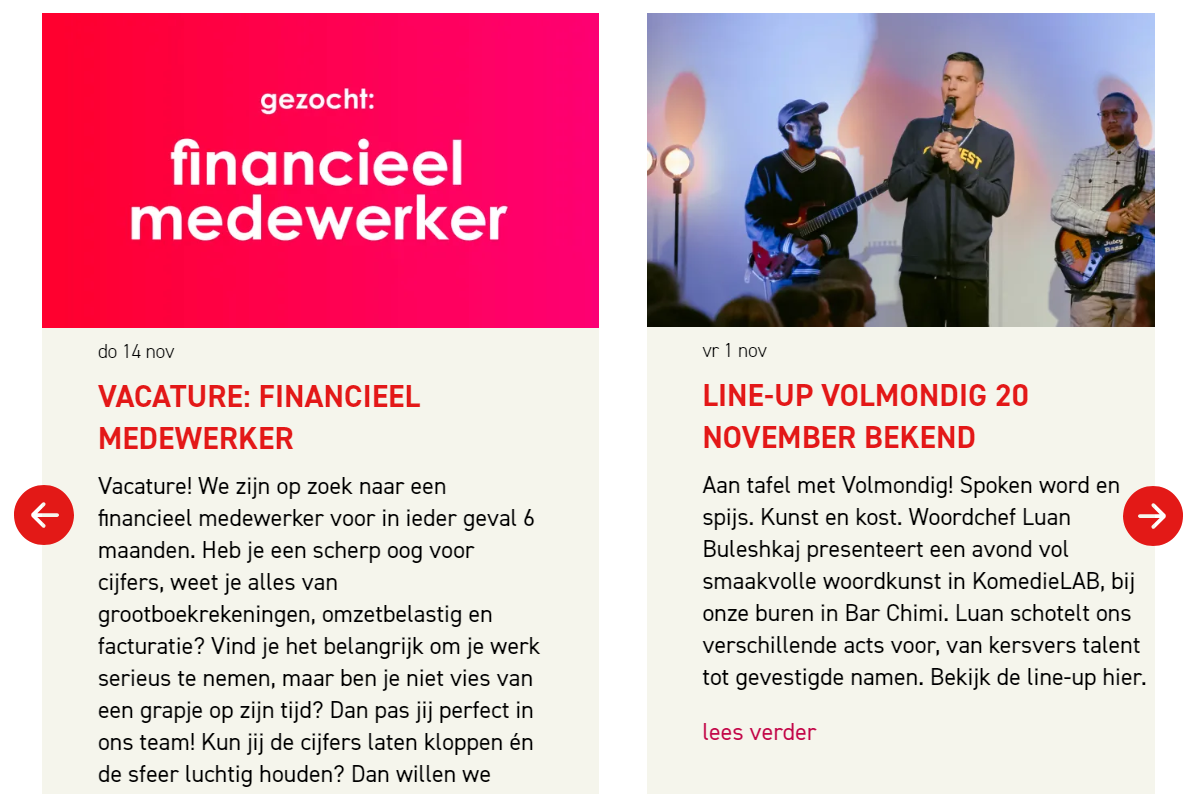 gezocht:
financieel
medewerker
do 14 nov
VACATURE: FINANCIEEL
MEDEWERKER
Vacature! We zijn op zoek naar een
financieel medewerker voor in ieder geval 6
maanden. Heb je een scherp oog voor
cijfers, weet je alles van
grootboekrekeningen, omzetbelastig en
facturatie? Vind je het belangrijk om je werk
serieus te nemen, maar ben je niet vies van
een grapje op zijn tijd? Dan pas jij perfect in
ons team! Kun jij de cijfers laten kloppen én
de sfeer luchtig houden? Dan willen we
Juicy
Bass
vr 1 nov
LINE-UP VOLMONDIG 20
NOVEMBER BEKEND
Aan tafel met Volmondig! Spoken word en
spijs. Kunst en kost. Woordchef Luan
Buleshkaj presenteert een avond vol
smaakvolle woordkunst in KomedieLAB, bij
onze buren in Bar Chimi. Luan schotelt ons
verschillende acts voor, van kersvers talent
tot gevestigde namen. Bekijk de line-up hier.
lees verder